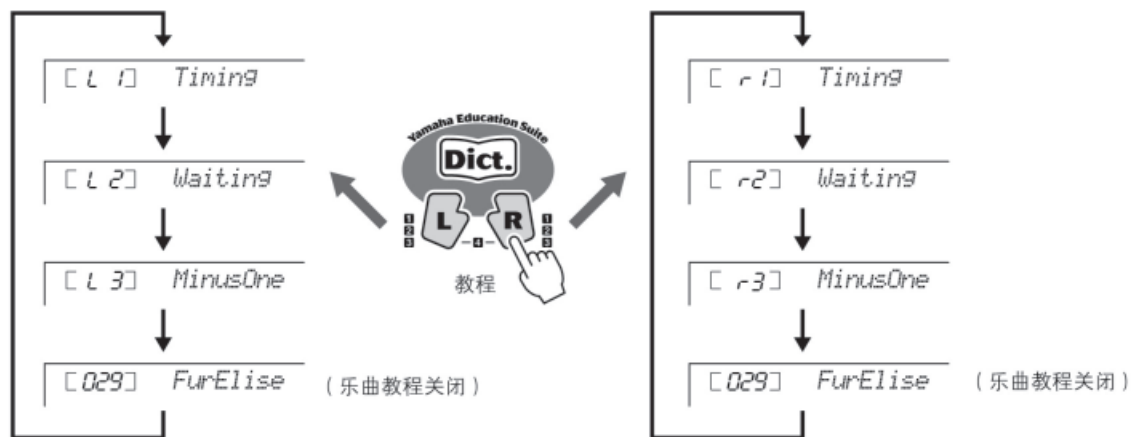 [L 1] Timing
[L 2] Waiting
[L 3] MinusOne
[029] FurElise (乐曲教程关闭)
Yamaha Education Suite
Dict.
L R
1 1
2 2
3 -4- 3
教程
[r1] Timing
[r2] Waiting
[r3] MinusOne
[029] FurElise (乐曲教程关闭)